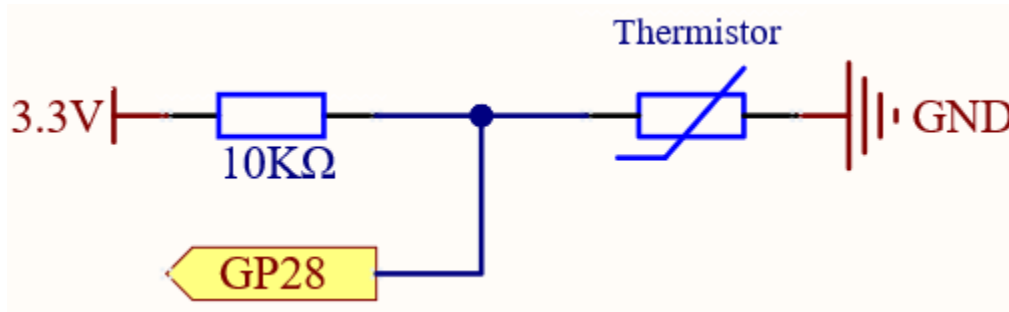 Thermistor
3.3V
10KΩ
GND
GP28